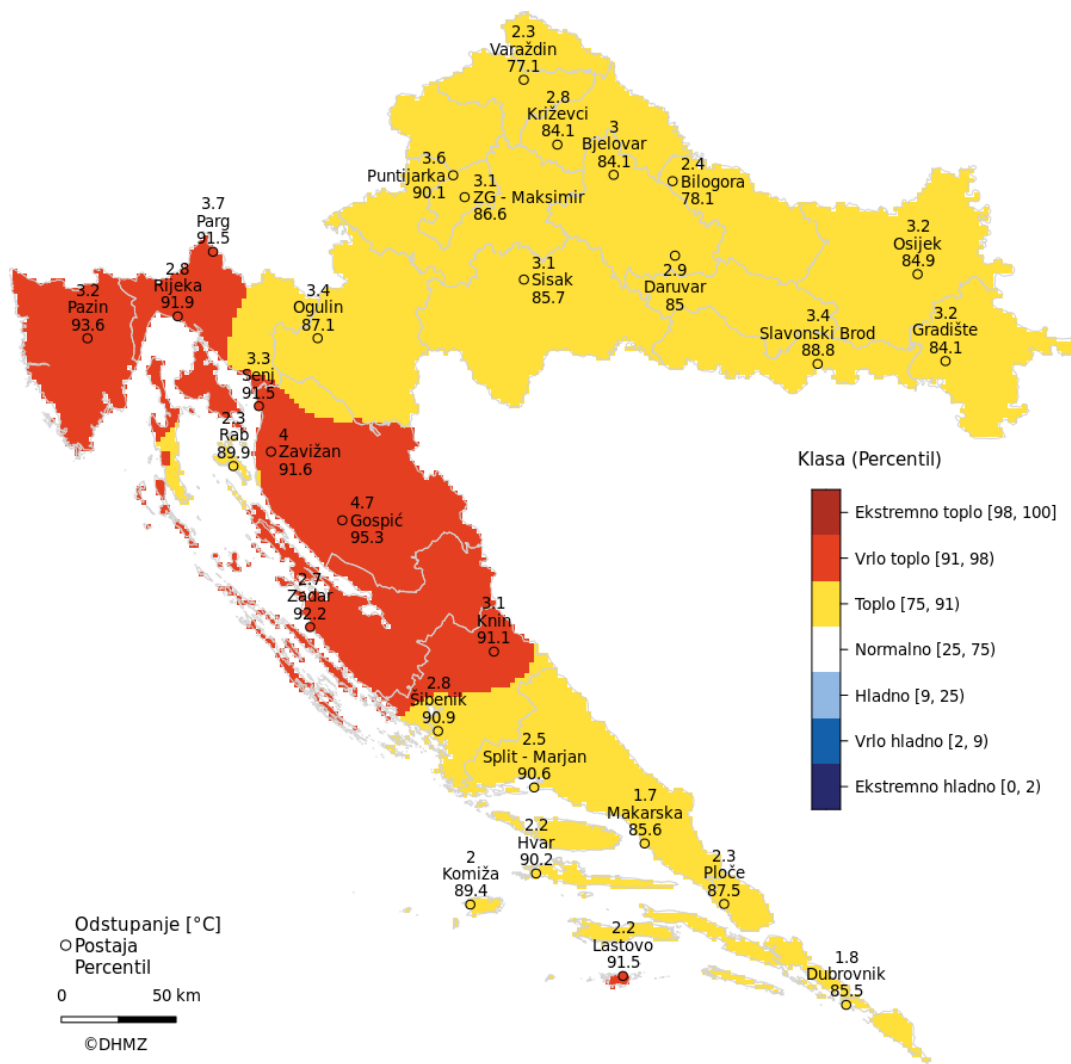 2.3
Varaždin
77.1
2.8
Križevci
84.1
3
Bjelovar
84.1
3.6
Puntijarka
90.1
3.1
ZG - Maksimir
86.6
2.4
Bilogora
78.1
3.7
Parg
91.5
3.2
Osijek
84.9
2.8
Rijeka
91.9
3.2
Pazin
93.6
3.4
Ogulin
87.1
3.1
Sisak
85.7
2.9
Daruvar
85
3.4
Slavonski Brod
88.8
3.2
Gradište
84.1
3.3
Senj
91.5
2.3
Rab
89.9
4
Zavižan
91.6
4.7
Gospić
95.3
2.7
Zadar
92.2
3.1
Knin
91.1
2.8
Šibenik
90.9
2.5
Split - Marjan
90.6
1.7
Makarska
85.6
2.2
Hvar
90.2
2
Komiža
89.4
2.3
Ploče
87.5
2.2
Lastovo
91.5
1.8
Dubrovnik
85.5
Klasa (Percentil)
Ekstremno toplo [98, 100]
Vrlo toplo [91, 98)
Toplo [75, 91)
Normalno [25, 75)
Hladno [9, 25)
Vrlo hladno [2, 9)
Ekstremno hladno [0, 2)
Odstupanje [°C]
Postaja
Percentil
0 50 km
©DHMZ